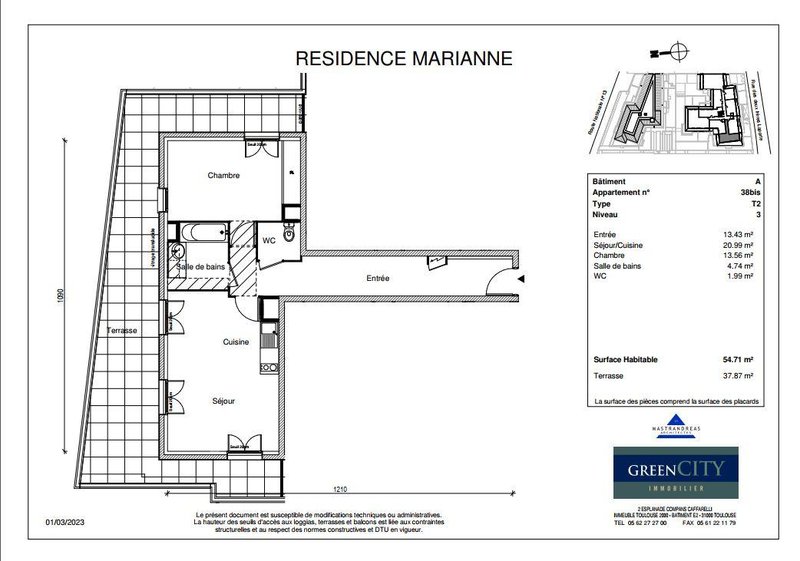 RESIDENCE MARIANNE
N
Route nationale N°13
Bâtiment A
Appartement n° 38bis
Type T2
Niveau 3
Entrée 13.43 m²
Séjour/Cuisine 20.99 m²
Chambre 13.56 m²
Salle de bains 4.74 m²
WC 1.99 m²
Surface Habitable 54.71 m²
Terrasse 37.87 m²
La surface des pièces comprend la surface des placards
Chambre
WC
Salle de bains
Entrée
Terrasse
Cuisine
Séjour
1090
1210
MASTRANDREAS
ARCHITECTES
GREENCITY
IMMOBILIER
2 ESPLANADE COMPANS CAFFARELLI
IMMEUBLE TOULOUSE 2000 - BATIMENT E2 - 31000 TOULOUSE
TEL 05 62 27 27 00 FAX 05 61 22 11 79
01/03/2023
Le présent document est susceptible de modifications techniques ou administratives.
La hauteur des seuils d'accès aux loggias, terrasses et balcons est liée aux contraintes
structurelles et au respect des normes constructives et DTU en vigueur.